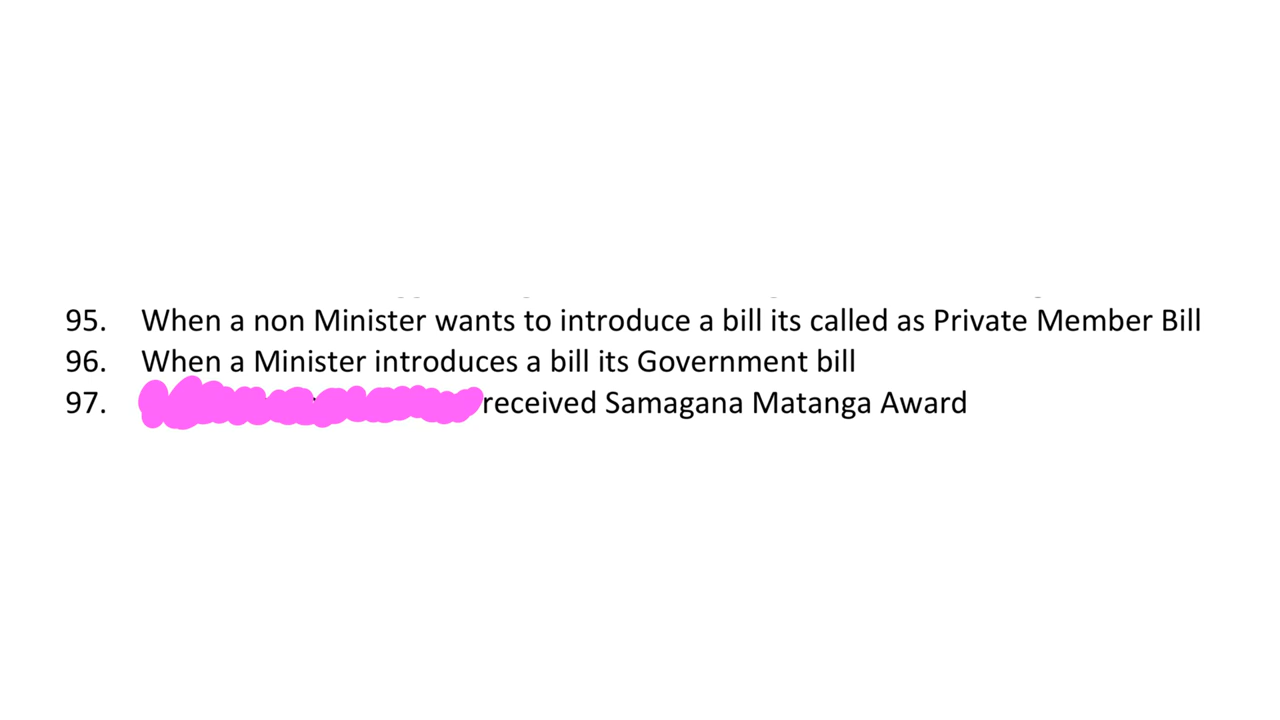 95. When a non Minister wants to introduce a bill its called as Private Member Bill
96. When a Minister introduces a bill its Government bill
97. received Samagana Matanga Award